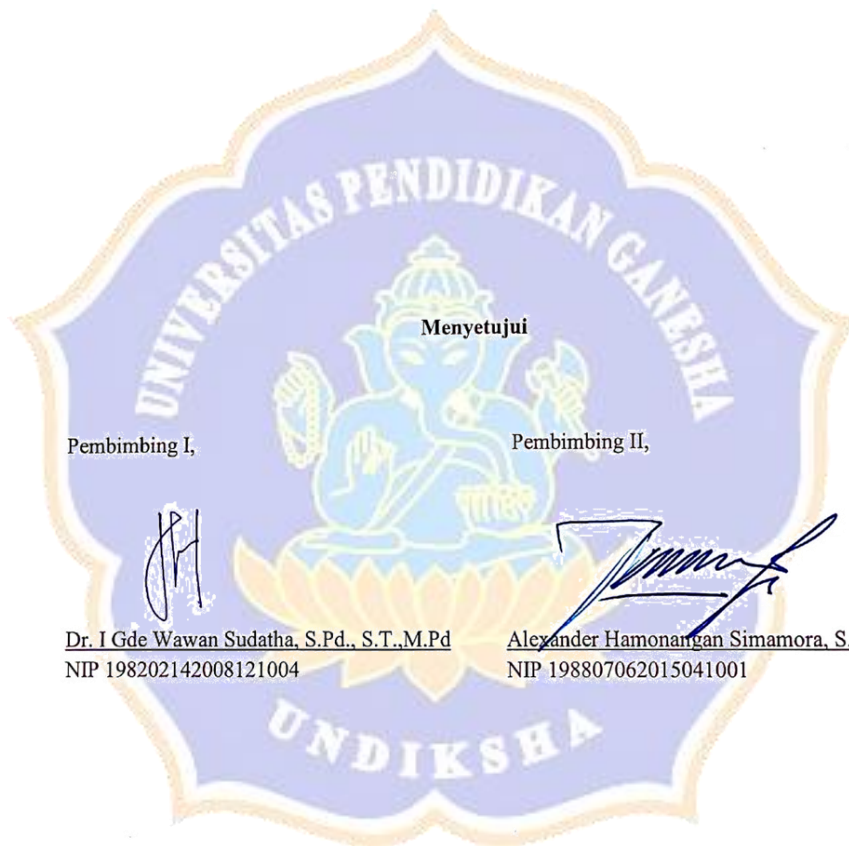 UNIVERSITAS PENDIDIKAN GANESHA
Menyetujui
Pembimbing I,
Pembimbing II,
Dr. I Gde Wawan Sudatha, S.Pd., S.T.,M.Pd
Alexander Hamonangan Simamora, S.
NIP 198202142008121004
NIP 198807062015041001
UNDIKSHA